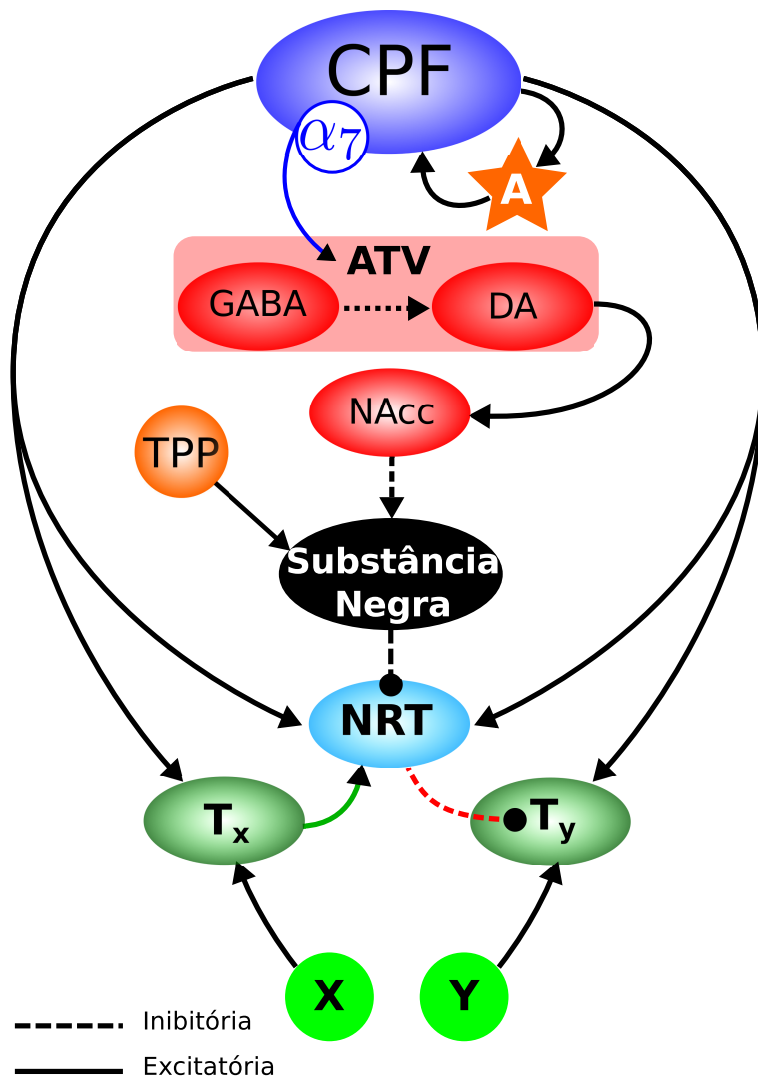 CPF
α7
A
ATV
GABA
DA
NAcc
TPP
Substância
Negra
NRT
Tx
Ty
X
Y
Inibitória
Excitatória